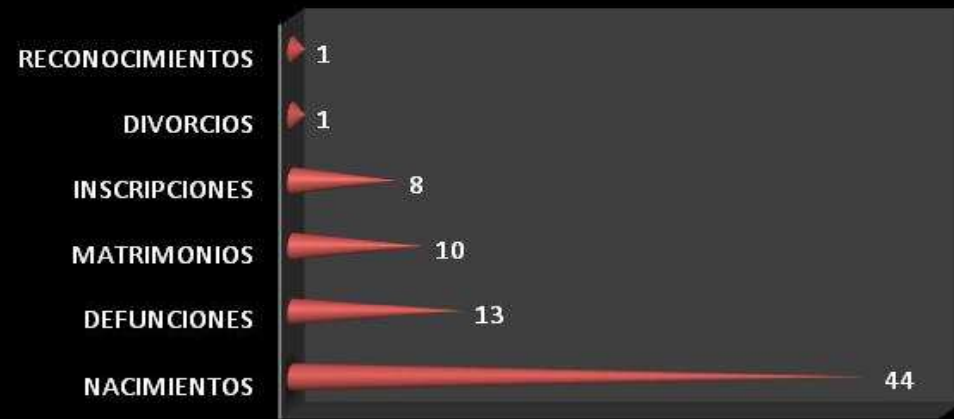 RECONOCIMIENTOS 1
DIVORCIOS 1
INSCRIPCIONES 8
MATRIMONIOS 10
DEFUNCIONES 13
NACIMIENTOS 44